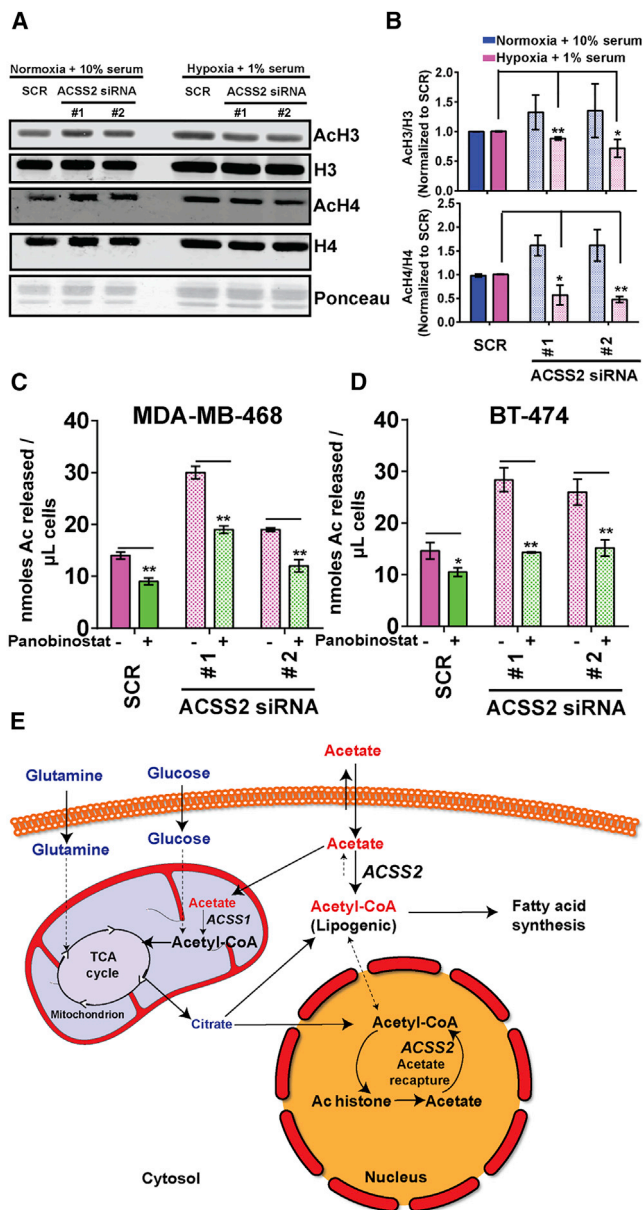 A
Normoxia + 10% serum
Hypoxia + 1% serum
SCR
ACSS2 siRNA
SCR
ACSS2 siRNA
#1
#2
#1
#2
AcH3
H3
AcH4
H4
Ponceau
B
Normoxia + 10% serum
Hypoxia + 1% serum
AcH3/H3
(Normalized to SCR)
2.0
1.5
1.0
0.5
0.0
**
*
AcH4/H4
(Normalized to SCR)
2.0
1.5
1.0
0.5
0.0
*
**
SCR
#1
#2
ACSS2 siRNA
C
MDA-MB-468
nmoles Ac released /
µL cells
40
30
20
10
0
**
**
**
Panobinostat
- + - + - +
SCR
#1
#2
ACSS2 siRNA
D
BT-474
nmoles Ac released /
µL cells
40
30
20
10
0
*
**
**
Panobinostat
- + - + - +
SCR
#1
#2
ACSS2 siRNA
E
Glutamine
Glucose
Acetate
Glutamine
Glucose
Acetate
ACSS2
Acetate
ACSS1
Acetyl-CoA
TCA
cycle
Mitochondrion
Acetyl-CoA
(Lipogenic)
Fatty acid
synthesis
Citrate
Acetyl-CoA
ACSS2
Acetate
recapture
Ac histone
Acetate
Cytosol
Nucleus